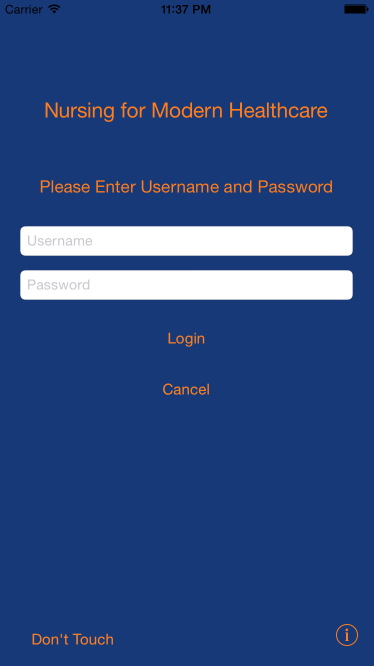 Carrier 11:37 PM
Nursing for Modern Healthcare
Please Enter Username and Password
Username
Password
Login
Cancel
Don't Touch
i